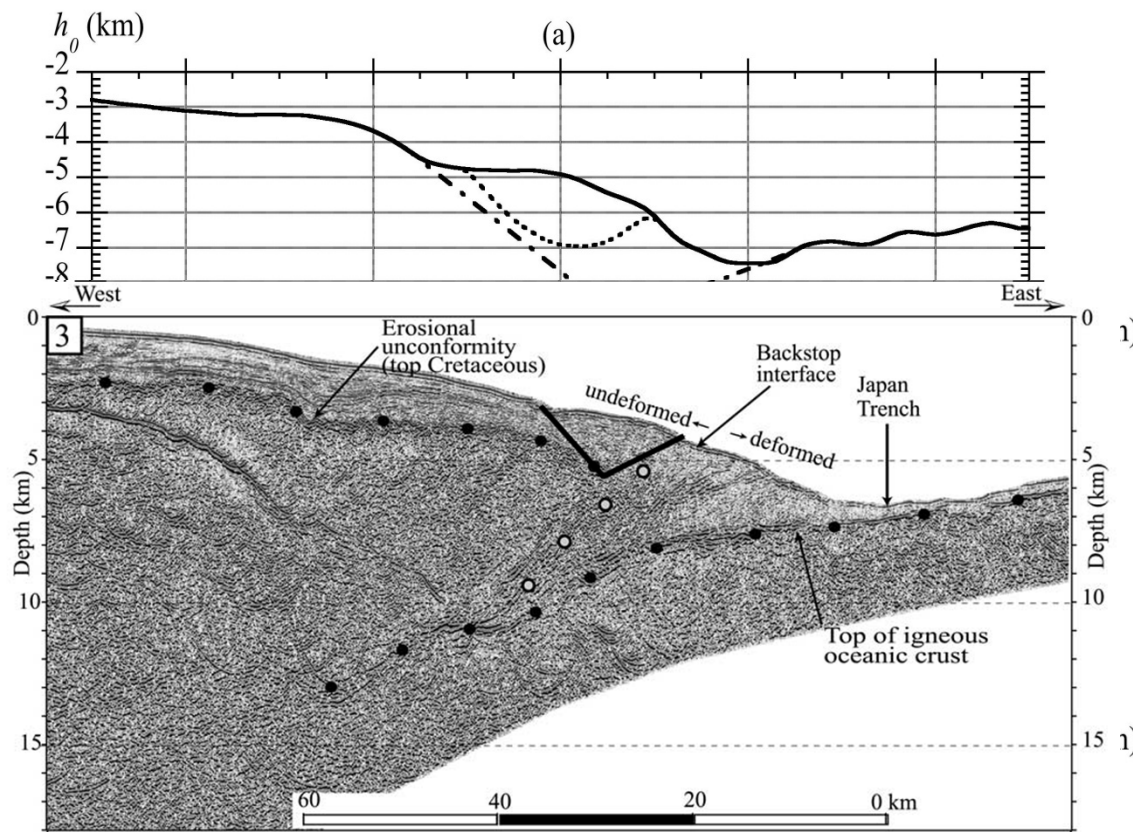 h0 (km)
(a)
-2
-3
-4
-5
-6
-7
-8
West
East
0
3
Erosional
unconformity
(top Cretaceous)
Backstop
interface
undeformed
deformed
Japan
Trench
0
5
5
Depth (km)
Depth (km)
10
10
Top of igneous
oceanic crust
15
15
60
40
20
0 km